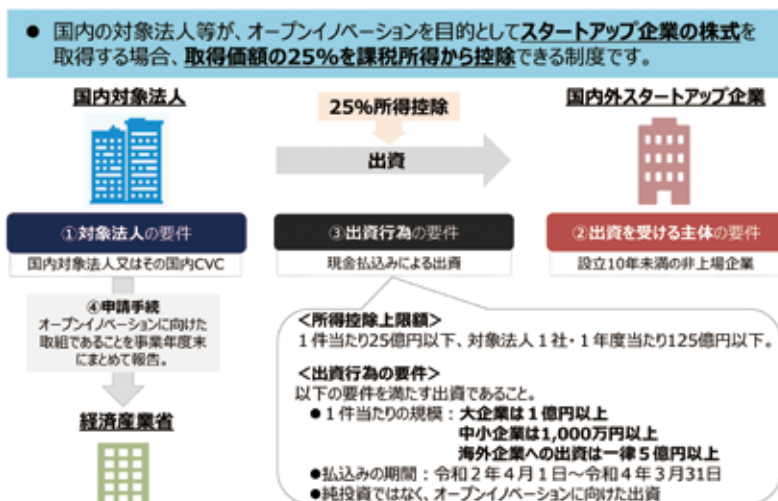 ● 国内の対象法人等が、オープンイノベーションを目的としてスタートアップ企業の株式を
取得する場合、取得価額の25%を課税所得から控除できる制度です。
国内対象法人
25%所得控除
国内外スタートアップ企業
出資
①対象法人の要件
国内対象法人又はその国内CVC
③出資行為の要件
現金払込みによる出資
②出資を受ける主体の要件
設立10年未満の非上場企業
④申請手続
オープンイノベーションに向けた
取組であることを事業年度末
にまとめて報告。
経済産業省
<所得控除上限額>
1件当たり25億円以下、対象法人1社・1年度当たり125億円以下。
<出資行為の要件>
以下の要件を満たす出資であること。
●1件当たりの規模：大企業は1億円以上
中小企業は1,000万円以上
海外企業への出資は一律5億円以上
●払込みの期間：令和2年4月1日～令和4年3月31日
●純投資ではなく、オープンイノベーションに向けた出資